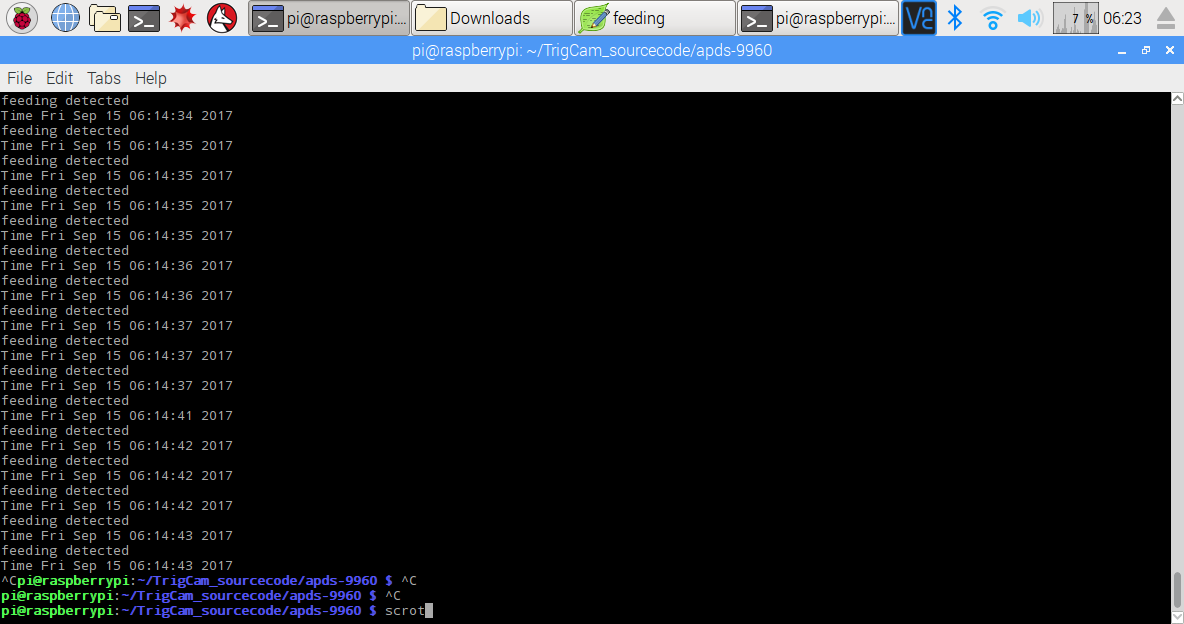 pi@raspberrypi:...
Downloads
feeding
pi@raspberrypi:...
7 %
06:23
pi@raspberrypi: ~/TrigCam_sourcecode/apds-9960
File Edit Tabs Help
feeding detected
Time Fri Sep 15 06:14:34 2017
feeding detected
Time Fri Sep 15 06:14:35 2017
feeding detected
Time Fri Sep 15 06:14:35 2017
feeding detected
Time Fri Sep 15 06:14:35 2017
feeding detected
Time Fri Sep 15 06:14:35 2017
feeding detected
Time Fri Sep 15 06:14:36 2017
feeding detected
Time Fri Sep 15 06:14:36 2017
feeding detected
Time Fri Sep 15 06:14:37 2017
feeding detected
Time Fri Sep 15 06:14:37 2017
feeding detected
Time Fri Sep 15 06:14:37 2017
feeding detected
Time Fri Sep 15 06:14:41 2017
feeding detected
Time Fri Sep 15 06:14:42 2017
feeding detected
Time Fri Sep 15 06:14:42 2017
feeding detected
Time Fri Sep 15 06:14:42 2017
feeding detected
Time Fri Sep 15 06:14:43 2017
feeding detected
Time Fri Sep 15 06:14:43 2017
^Cpi@raspberrypi:~/TrigCam_sourcecode/apds-9960 $ ^C
pi@raspberrypi:~/TrigCam_sourcecode/apds-9960 $ ^C
pi@raspberrypi:~/TrigCam_sourcecode/apds-9960 $ scrot